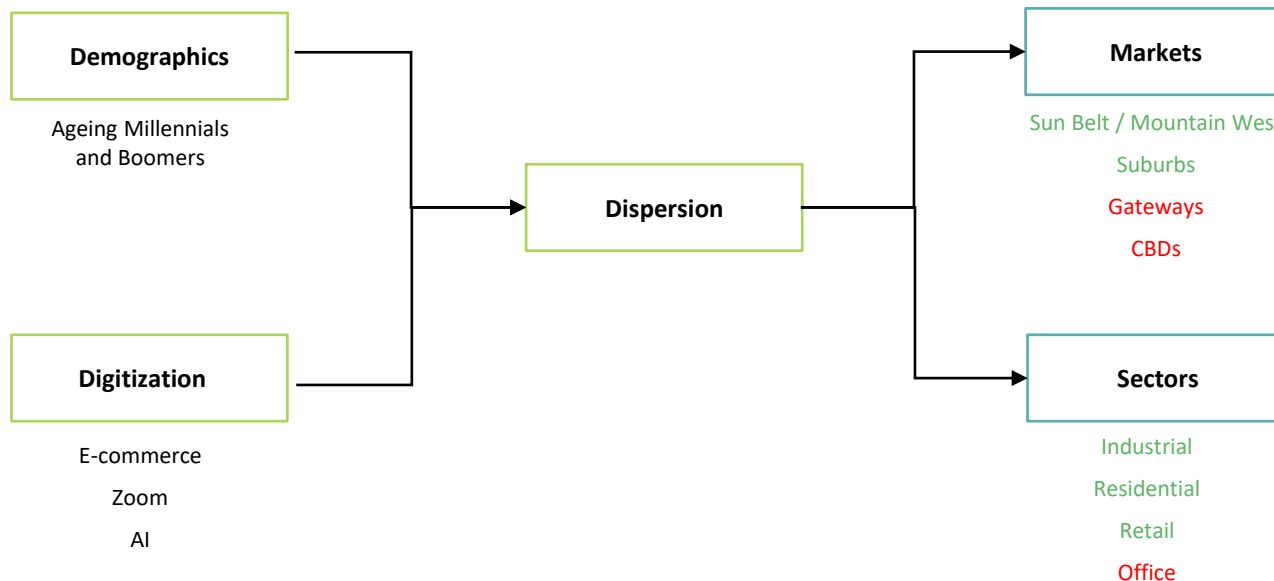 Demographics
Ageing Millennials
and Boomers
Digitization
E-commerce
Zoom
AI
Dispersion
Markets
Sun Belt / Mountain Wes
Suburbs
Gateways
CBDs
Sectors
Industrial
Residential
Retail
Office